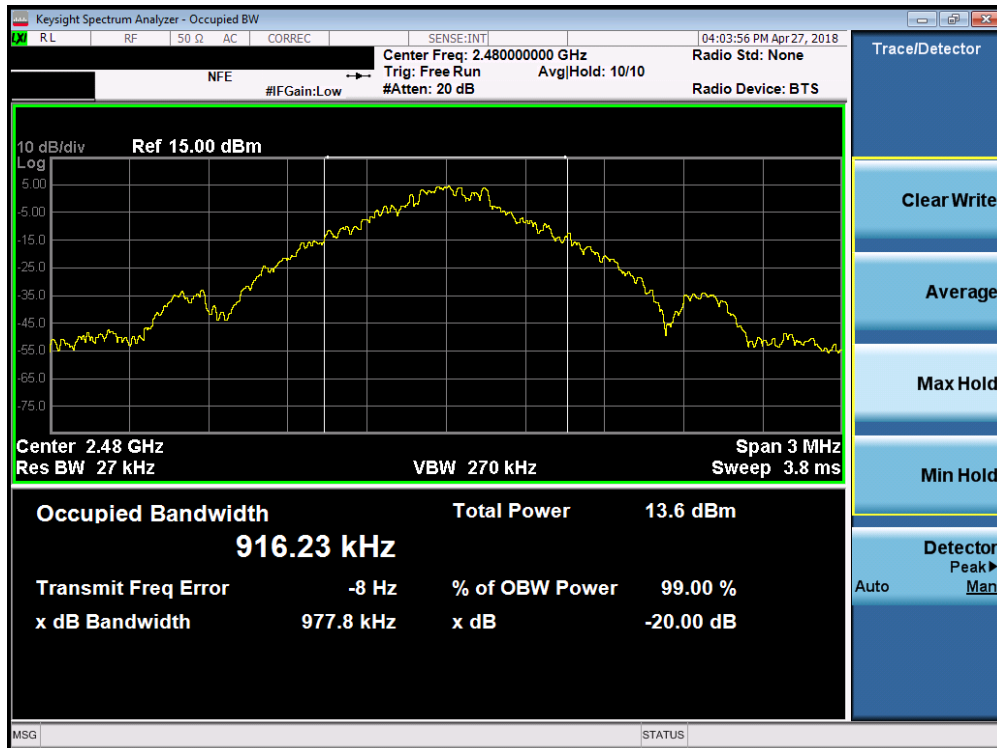 Keysight Spectrum Analyzer - Occupied BW
LXI RL RF 50 Ω AC CORREC SENSE:INT 04:03:56 PM Apr 27, 2018
NFE
#IFGain:Low
Center Freq: 2.480000000 GHz
Trig: Free Run Avg|Hold: 10/10
#Atten: 20 dB
Radio Std: None
Radio Device: BTS
10 dB/div Ref 15.00 dBm
Log
5.00
-5.00
-15.0
-25.0
-35.0
-45.0
-55.0
-65.0
-75.0
Center 2.48 GHz Span 3 MHz
Res BW 27 kHz VBW 270 kHz Sweep 3.8 ms
Occupied Bandwidth Total Power 13.6 dBm
916.23 kHz
Transmit Freq Error -8 Hz % of OBW Power 99.00 %
x dB Bandwidth 977.8 kHz x dB -20.00 dB
MSG STATUS
Trace/Detector
Clear Write
Average
Max Hold
Min Hold
Detector
Peak▶
Auto Man